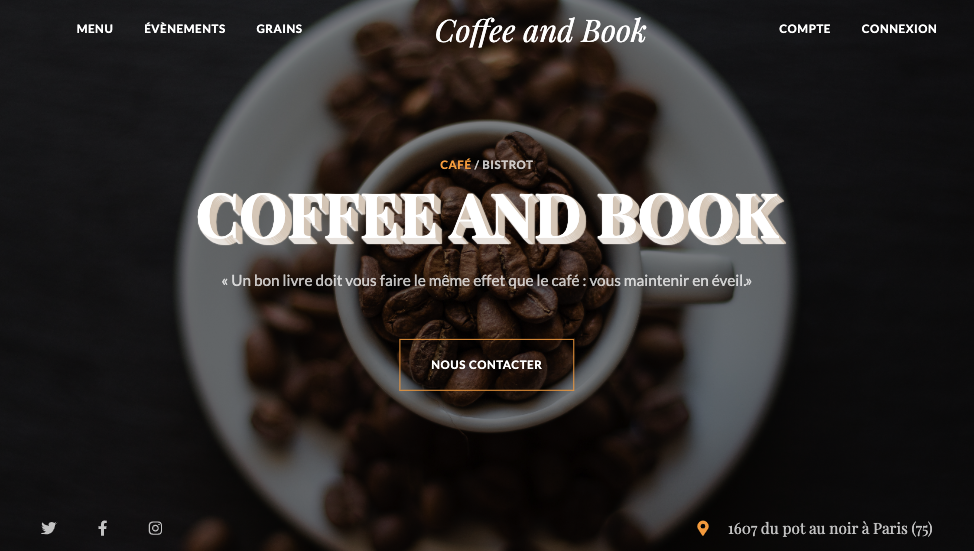 MENU ÉVÈNEMENTS GRAINS Coffee and Book COMPTE CONNEXION
CAFÉ / BISTROT
COFFEE AND BOOK
« Un bon livre doit vous faire le même effet que le café : vous maintenir en éveil.»
NOUS CONTACTER
1607 du pot au noir à Paris (75)